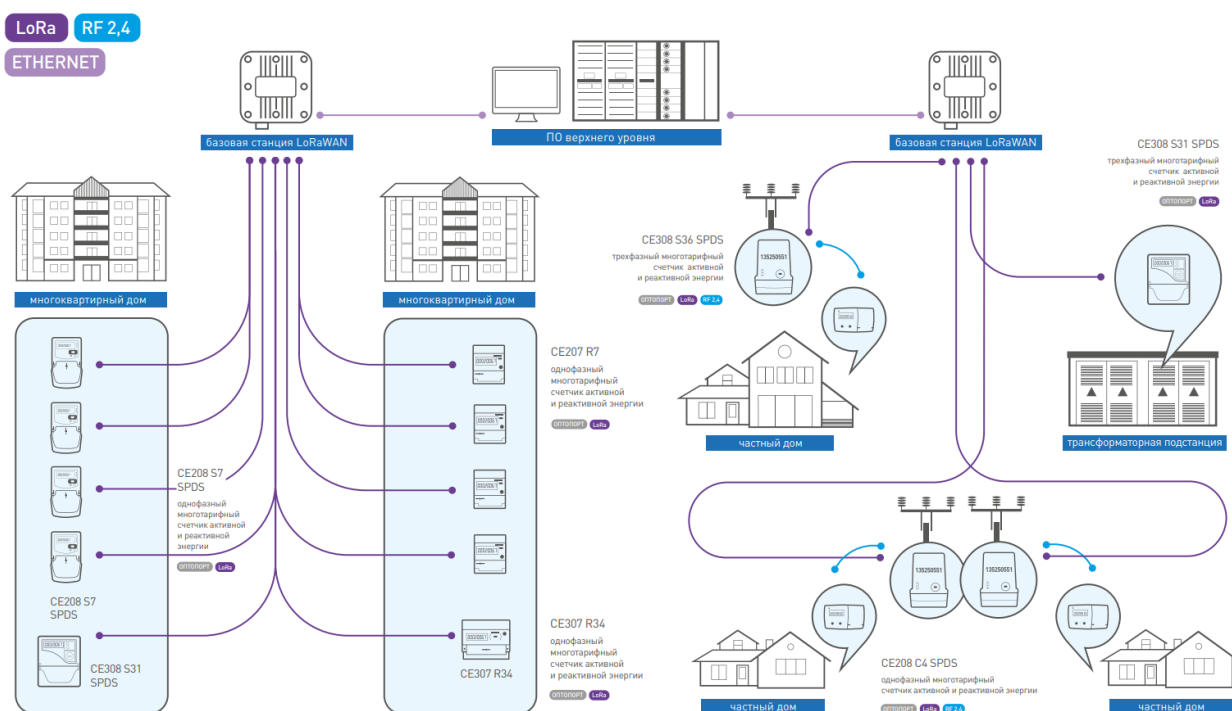 LoRa
RF 2,4
ETHERNET
базовая станция LoRaWAN
ПО верхнего уровня
базовая станция LoRaWAN
CE308 S31 SPDS
трехфазный многотарифный
счетчик активной
и реактивной энергии
ОПТОПОРТ LoRa
многоквартирный дом
многоквартирный дом
CE308 S36 SPDS
трехфазный многотарифный
счетчик активной
и реактивной энергии
ОПТОПОРТ LoRa RF 2,4
135250551
CE207 R7
однофазный
многотарифный
счетчик активной
и реактивной энергии
ОПТОПОРТ LoRa
частный дом
трансформаторная подстанция
CE208 S7
SPDS
однофазный
многотарифный
счетчик активной
и реактивной
энергии
ОПТОПОРТ LoRa
CE208 S7
SPDS
CE308 S31
SPDS
CE307 R34
CE307 R34
однофазный
многотарифный
счетчик активной
и реактивной энергии
ОПТОПОРТ LoRa
135250551
135250551
CE208 C4 SPDS
однофазный многотарифный
счетчик активной и реактивной энергии
ОПТОПОРТ LoRa RF 2,4
частный дом
частный дом